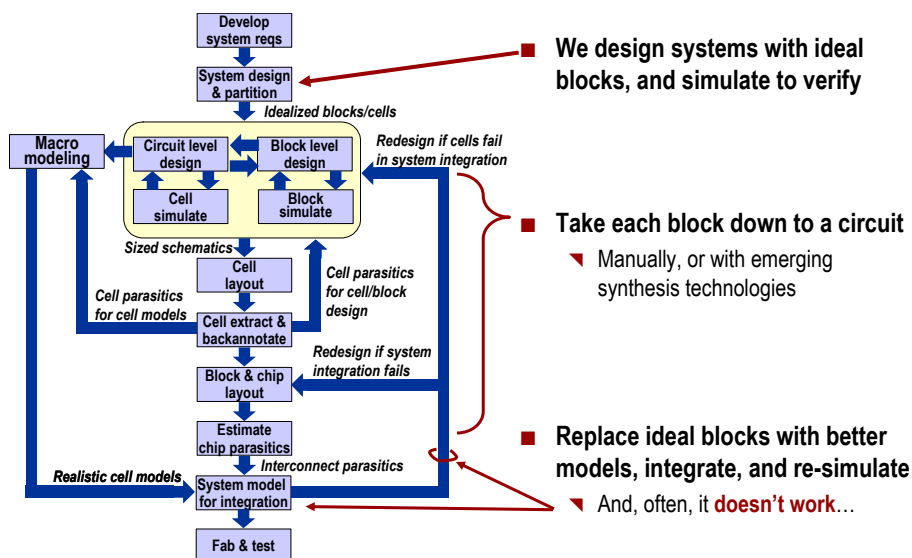 Develop
system reqs
System design
& partition
Idealized blocks/cells
Macro
modeling
Circuit level
design
Block level
design
Cell
simulate
Block
simulate
Redesign if cells fail
in system integration
Sized schematics
Cell
layout
Cell parasitics
for cell models
Cell parasitics
for cell/block
design
Cell extract &
backannotate
Redesign if system
integration fails
Block & chip
layout
Estimate
chip parasitics
Interconnect parasitics
Realistic cell models
System model
for integration
Fab & test
We design systems with ideal
blocks, and simulate to verify
Take each block down to a circuit
Manually, or with emerging
synthesis technologies
Replace ideal blocks with better
models, integrate, and re-simulate
And, often, it doesn't work…